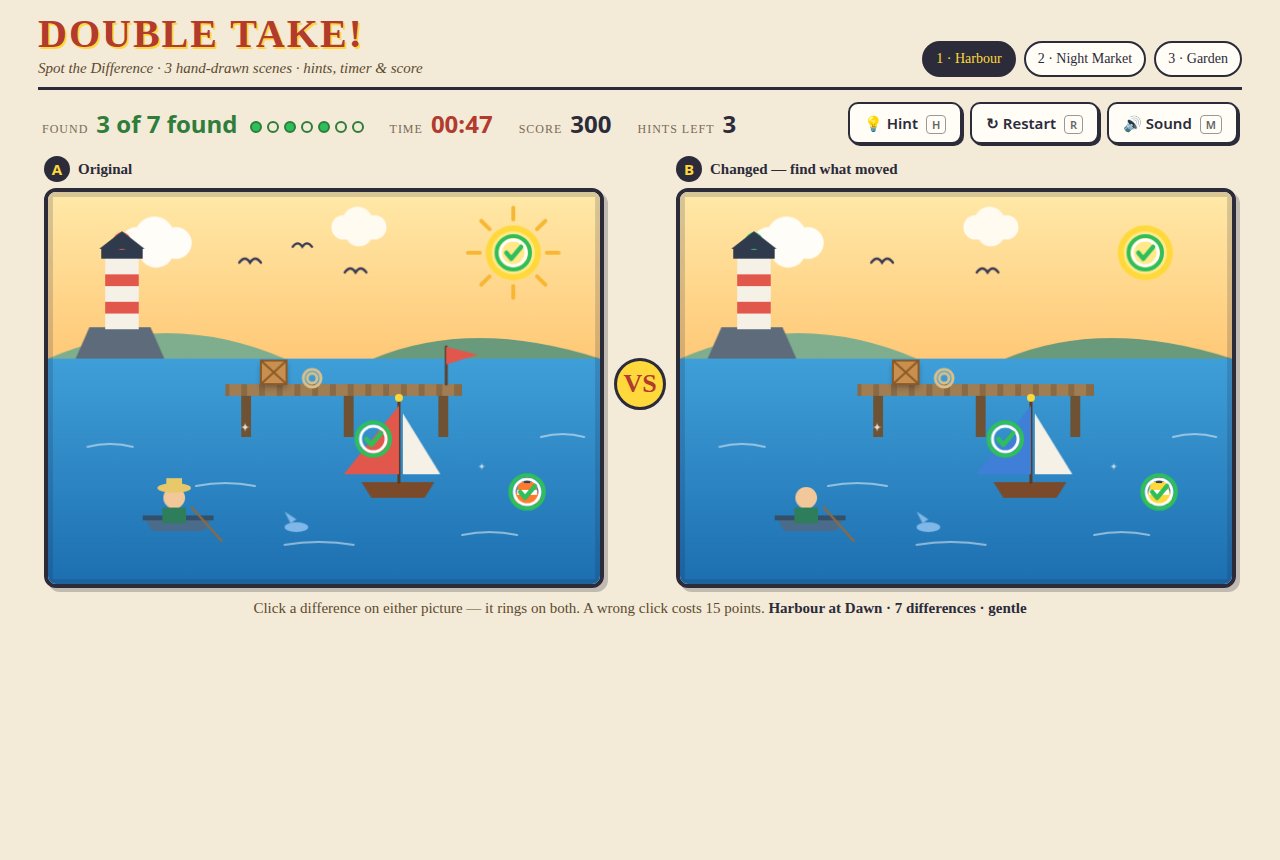 DOUBLE TAKE!
Spot the Difference · 3 hand-drawn scenes · hints, timer & score
1 · Harbour
2 · Night Market
3 · Garden
FOUND 3 of 7 found TIME 00:47 SCORE 300 HINTS LEFT 3
💡 Hint H
↻ Restart R
🔊 Sound M
A Original
B Changed — find what moved
VS
Click a difference on either picture — it rings on both. A wrong click costs 15 points. Harbour at Dawn · 7 differences · gentle